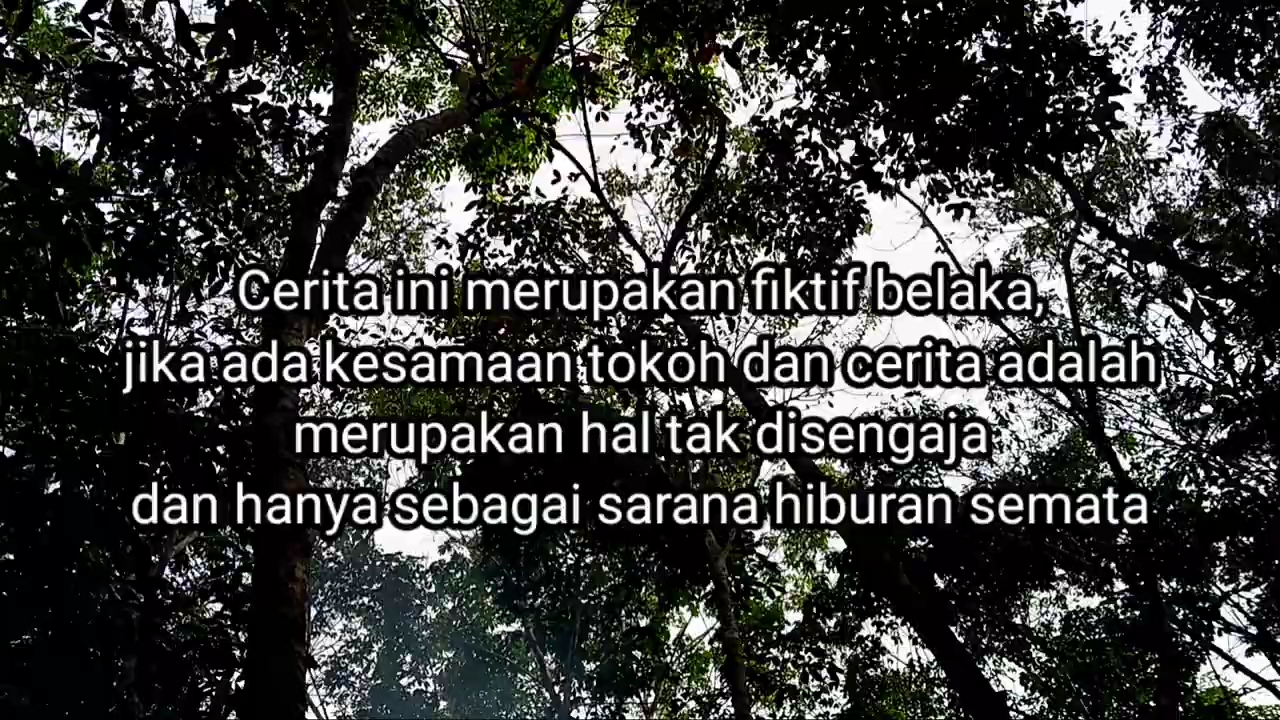 Cerita ini merupakan fiktif belaka,
jika ada kesamaan tokoh dan cerita adalah
merupakan hal tak disengaja
dan hanya sebagai sarana hiburan semata